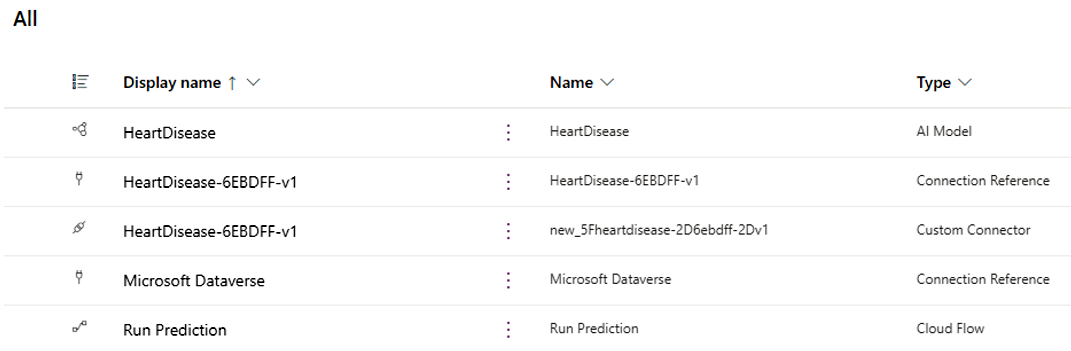 All
Display name ↑ Name Type
HeartDisease HeartDisease AI Model
HeartDisease-6EBDFF-v1 HeartDisease-6EBDFF-v1 Connection Reference
HeartDisease-6EBDFF-v1 new_5Fheartdisease-2D6ebdff-2Dv1 Custom Connector
Microsoft Dataverse Microsoft Dataverse Connection Reference
Run Prediction Run Prediction Cloud Flow